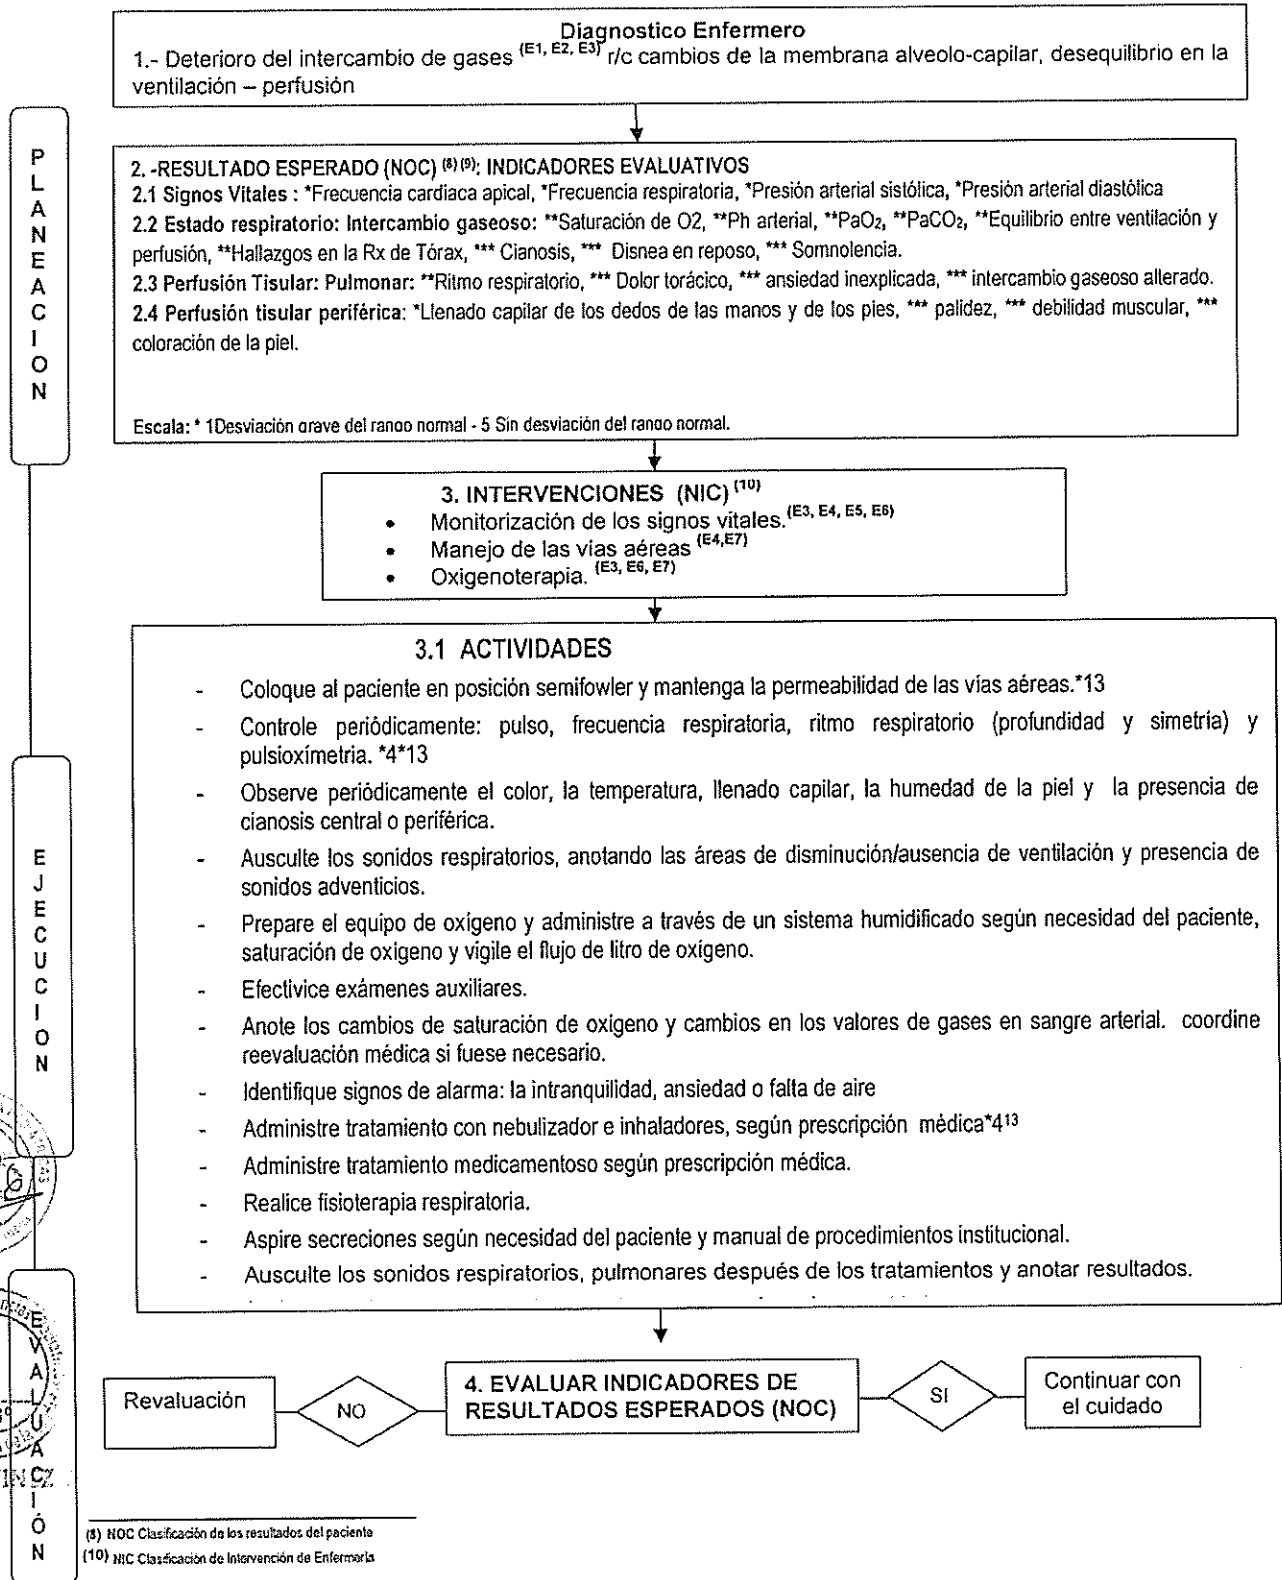 Diagnostico Enfermero
1.- Deterioro del intercambio de gases (E1, E2, E3) r/c cambios de la membrana alveolo-capilar, desequilibrio en la
ventilación – perfusión
PLANEACION
2. -RESULTADO ESPERADO (NOC) (8) (9): INDICADORES EVALUATIVOS
2.1 Signos Vitales : *Frecuencia cardiaca apical, *Frecuencia respiratoria, *Presión arterial sistólica, *Presión arterial diastólica
2.2 Estado respiratorio: Intercambio gaseoso: **Saturación de O2, **Ph arterial, **PaO₂, **PaCO₂, **Equilibrio entre ventilación y
perfusión, **Hallazgos en la Rx de Tórax, *** Cianosis, *** Disnea en reposo, *** Somnolencia.
2.3 Perfusión Tisular: Pulmonar: **Ritmo respiratorio, *** Dolor torácico, *** ansiedad inexplicada, *** intercambio gaseoso alterado.
2.4 Perfusión tisular periférica: *Llenado capilar de los dedos de las manos y de los pies, *** palidez, *** debilidad muscular, ***
coloración de la piel.
Escala: * 1Desviación grave del rango normal - 5 Sin desviación del rango normal.
3. INTERVENCIONES (NIC) (10)
• Monitorización de los signos vitales. (E3, E4, E5, E6)
• Manejo de las vías aéreas (E4,E7)
• Oxigenoterapia. (E3, E6, E7)
EJECUCION
3.1 ACTIVIDADES
- Coloque al paciente en posición semifowler y mantenga la permeabilidad de las vías aéreas.*13
- Controle periódicamente: pulso, frecuencia respiratoria, ritmo respiratorio (profundidad y simetría) y
pulsioximetria. *4*13
- Observe periódicamente el color, la temperatura, llenado capilar, la humedad de la piel y la presencia de
cianosis central o periférica.
- Ausculte los sonidos respiratorios, anotando las áreas de disminución/ausencia de ventilación y presencia de
sonidos adventicios.
- Prepare el equipo de oxígeno y administre a través de un sistema humidificado según necesidad del paciente,
saturación de oxigeno y vigile el flujo de litro de oxígeno.
- Efectivice exámenes auxiliares.
- Anote los cambios de saturación de oxígeno y cambios en los valores de gases en sangre arterial. coordine
reevaluación médica si fuese necesario.
- Identifique signos de alarma: la intranquilidad, ansiedad o falta de aire
- Administre tratamiento con nebulizador e inhaladores, según prescripción médica*4¹³
- Administre tratamiento medicamentoso según prescripción médica.
- Realice fisioterapia respiratoria.
- Aspire secreciones según necesidad del paciente y manual de procedimientos institucional.
- Ausculte los sonidos respiratorios, pulmonares después de los tratamientos y anotar resultados.
EVALUACIÓN
Revaluación
NO
4. EVALUAR INDICADORES DE
RESULTADOS ESPERADOS (NOC)
SI
Continuar con
el cuidado
(8) NOC Clasificación de los resultados del paciente
(10) NIC Clasificación de Intervención de Enfermería